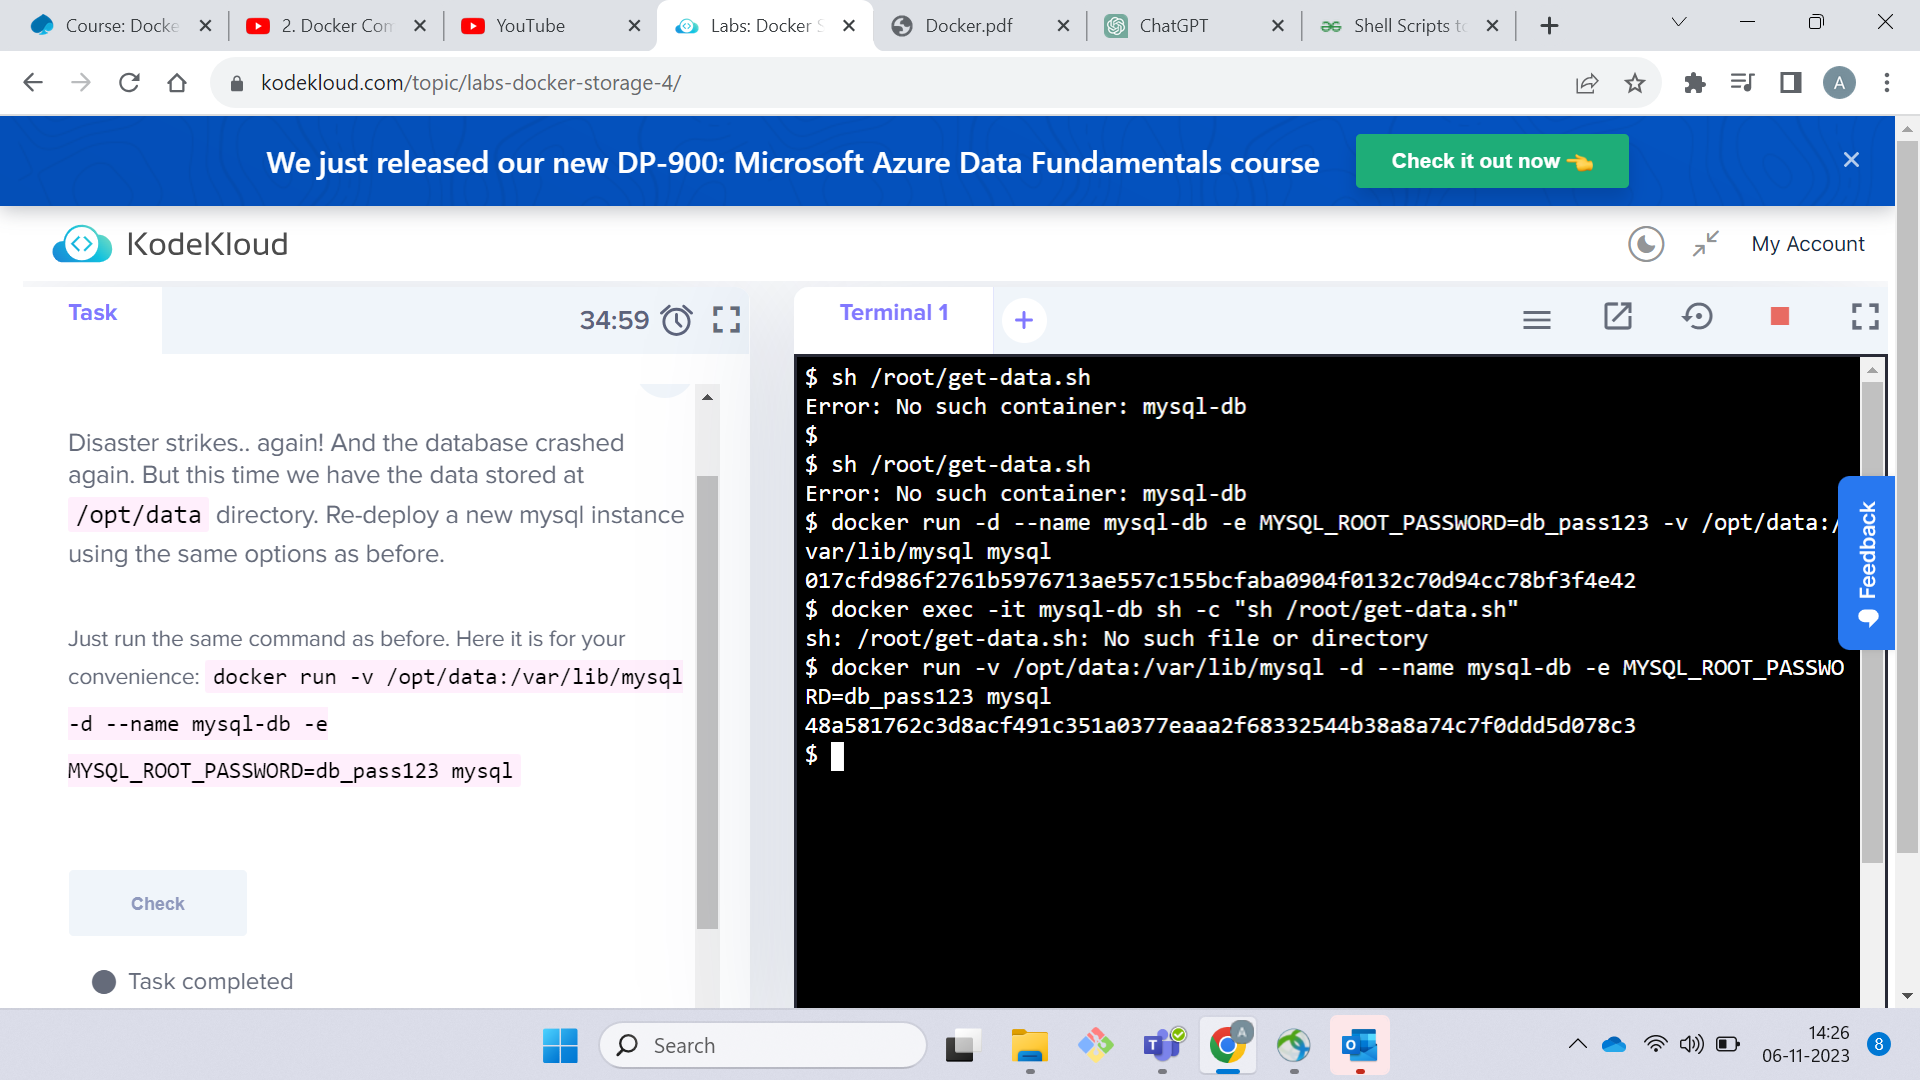 Course: Docke
2. Docker Con
YouTube
Labs: Docker S
Docker.pdf
ChatGPT
Shell Scripts to
kodekloud.com/topic/labs-docker-storage-4/
A
We just released our new DP-900: Microsoft Azure Data Fundamentals course
Check it out now
KodeKloud
My Account
Task
34:59
Terminal 1
Disaster strikes.. again! And the database crashed
again. But this time we have the data stored at
/opt/data directory. Re-deploy a new mysql instance
using the same options as before.
Just run the same command as before. Here it is for your
convenience: docker run -v /opt/data:/var/lib/mysql
-d --name mysql-db -e
MYSQL_ROOT_PASSWORD=db_pass123 mysql
Check
Task completed
$ sh /root/get-data.sh
Error: No such container: mysql-db
$
$ sh /root/get-data.sh
Error: No such container: mysql-db
$ docker run -d --name mysql-db -e MYSQL_ROOT_PASSWORD=db_pass123 -v /opt/data:/
var/lib/mysql mysql
017cfd986f2761b5976713ae557c155bcfaba0904f0132c70d94cc78bf3f4e42
$ docker exec -it mysql-db sh -c "sh /root/get-data.sh"
sh: /root/get-data.sh: No such file or directory
$ docker run -v /opt/data:/var/lib/mysql -d --name mysql-db -e MYSQL_ROOT_PASSWO
RD=db_pass123 mysql
48a581762c3d8acf491c351a0377eaaa2f68332544b38a8a74c7f0ddd5d078c3
$
Feedback
Search
A
14:26
06-11-2023
8